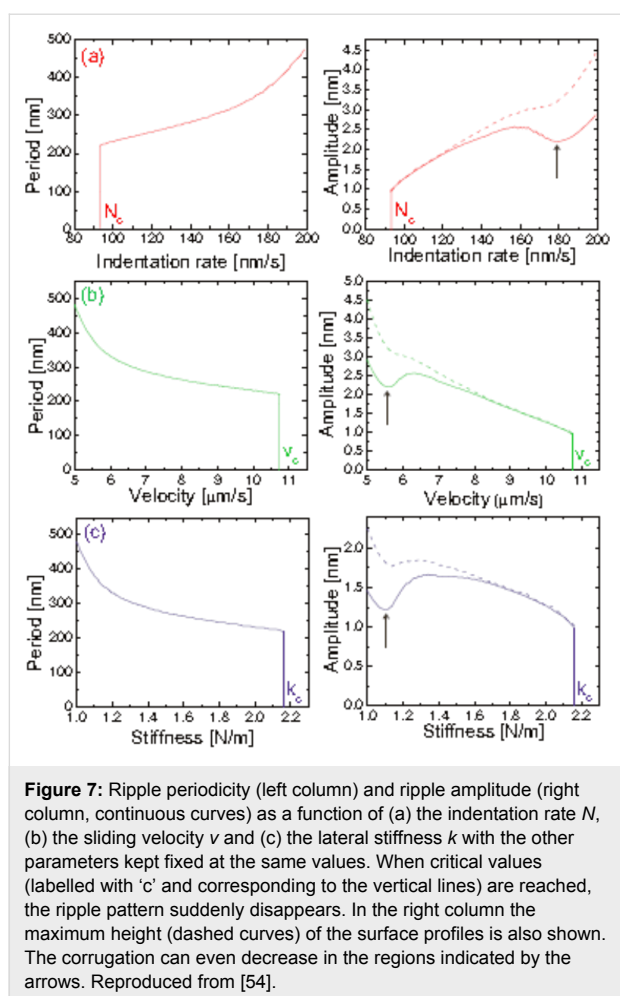 (a)
500
400
300
200
100
0
Period [nm]
N_c
80 100 120 140 160 180 200
Indentation rate [nm/s]
4.5
4.0
3.5
3.0
2.5
2.0
1.5
1.0
0.5
0.0
Amplitude [nm]
N_c
80 100 120 140 160 180 200
Indentation rate [nm/s]
(b)
500
400
300
200
100
0
Period [nm]
v_c
5 6 7 8 9 10 11
Velocity [μm/s]
4.5
4.0
3.5
3.0
2.5
2.0
1.5
1.0
0.5
0.0
Amplitude [nm]
v_c
5 6 7 8 9 10 11
Velocity (μm/s]
(c)
500
400
300
200
100
0
Period [nm]
k_c
1.0 1.2 1.4 1.6 1.8 2.0 2.2
Stiffness [N/m]
2.0
1.5
1.0
0.5
0.0
Amplitude [nm]
k_c
1.0 1.2 1.4 1.6 1.8 2.0 2.2
Stiffness [N/m]
Figure 7: Ripple periodicity (left column) and ripple amplitude (right
column, continuous curves) as a function of (a) the indentation rate N,
(b) the sliding velocity v and (c) the lateral stiffness k with the other
parameters kept fixed at the same values. When critical values
(labelled with ‘c’ and corresponding to the vertical lines) are reached,
the ripple pattern suddenly disappears. In the right column the
maximum height (dashed curves) of the surface profiles is also shown.
The corrugation can even decrease in the regions indicated by the
arrows. Reproduced from [54].